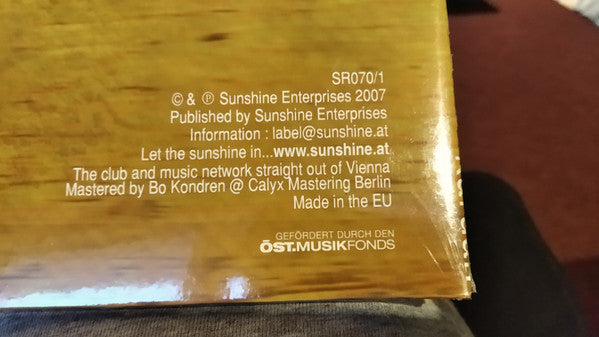 SR070/1
© & ℗ Sunshine Enterprises 2007
Published by Sunshine Enterprises
Information : label@sunshine.at
Let the sunshine in...www.sunshine.at
The club and music network straight out of Vienna
Mastered by Bo Kondren @ Calyx Mastering Berlin
Made in the EU
GEFÖRDERT DURCH DEN
ÖST.MUSIKFONDS